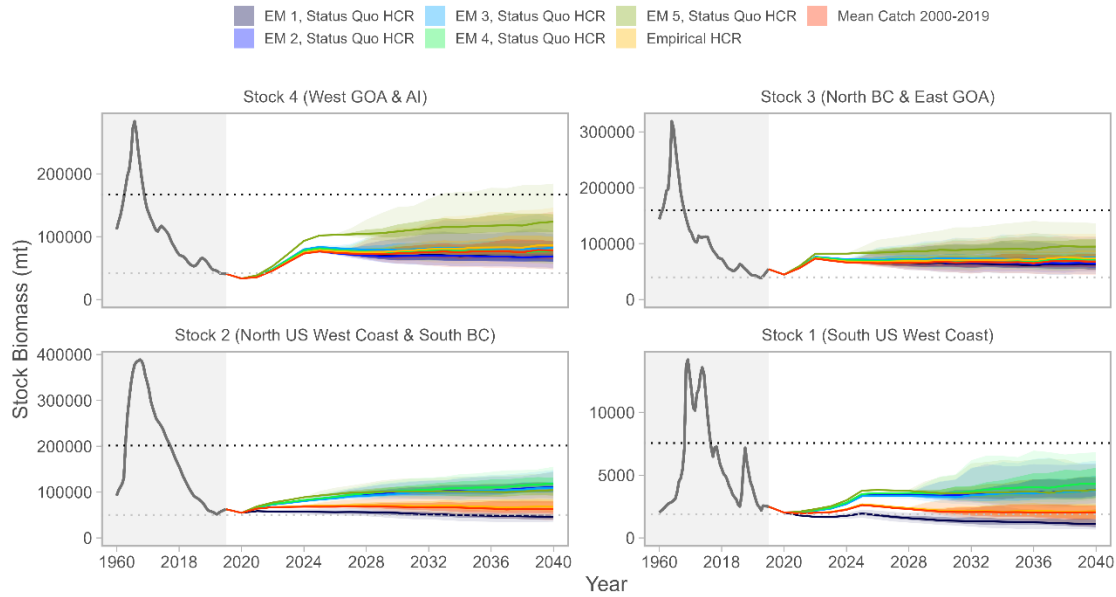 EM 1, Status Quo HCR EM 3, Status Quo HCR EM 5, Status Quo HCR Mean Catch 2000-2019
EM 2, Status Quo HCR EM 4, Status Quo HCR Empirical HCR
Stock 4 (West GOA & AI) Stock 3 (North BC & East GOA)
200000
100000
0
300000
200000
100000
0
Stock 2 (North US West Coast & South BC) Stock 1 (South US West Coast)
400000
300000
200000
100000
0
10000
5000
0
1960 2018 2020 2024 2028 2032 2036 2040
1960 2018 2020 2024 2028 2032 2036 2040
Stock Biomass (mt)
Year